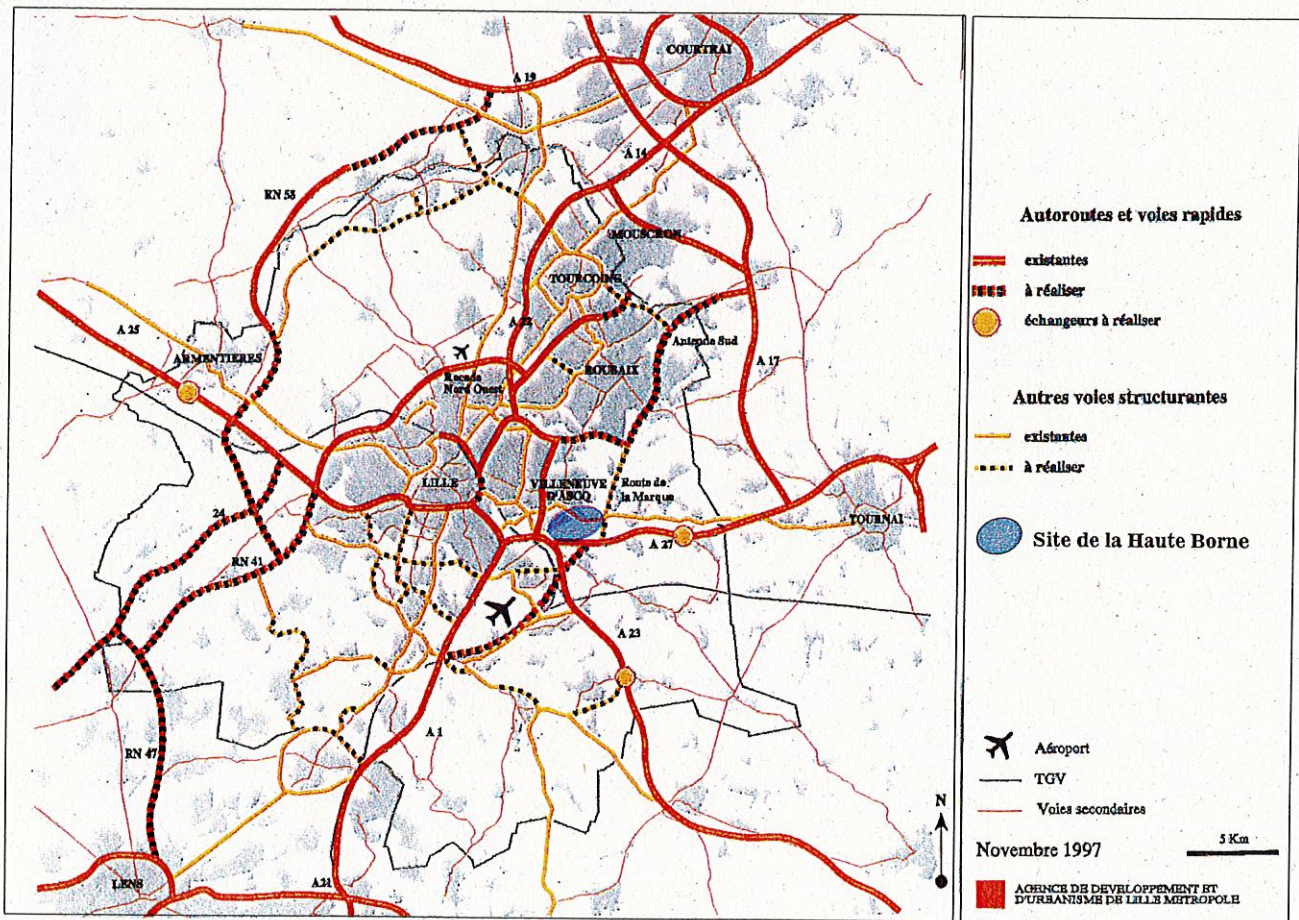 COURTRAI
A 19
A 14
RN 58
MOUSCRON
TOURCOING
A 25
A 22
ARMENTIERES
Antenne Sud
A 17
Recade
Nord Ouest
ROUBAIX
LILLE
VILLENEUVE
D'ASCQ
Route de
la Marque
TOURNAI
24
A 27
RN 41
A 23
A 1
RN 47
LENS
A21
Autoroutes et voies rapides
existantes
à réaliser
échangeurs à réaliser
Autres voies structurantes
existantes
à réaliser
Site de la Haute Borne
Aéroport
TGV
Voies secondaires
N
Novembre 1997
5 Km
AGENCE DE DEVELOPPEMENT ET
D'URBANISME DE LILLE METROPOLE